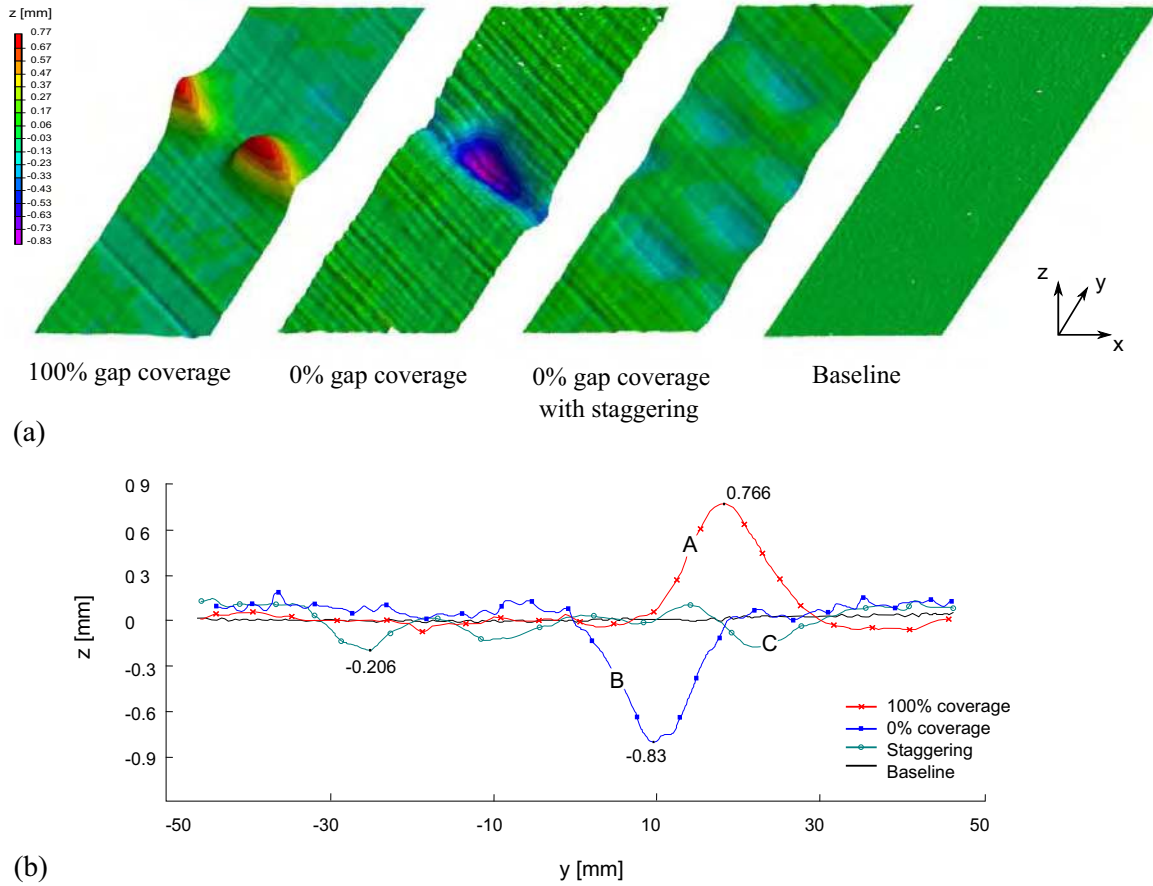 z [mm]
0.77
0.67
0.57
0.47
0.37
0.27
0.17
0.06
-0.03
-0.13
-0.23
-0.33
-0.43
-0.53
-0.63
-0.73
-0.83
z
y
x
100% gap coverage
0% gap coverage
0% gap coverage
with staggering
Baseline
(a)
0 9
0.6
0.3
0
-0.3
-0.6
-0.9
z [mm]
0.766
A
-0.206
B
C
-0.83
100% coverage
0% coverage
Staggering
Baseline
-50
-30
-10
10
30
50
y [mm]
(b)